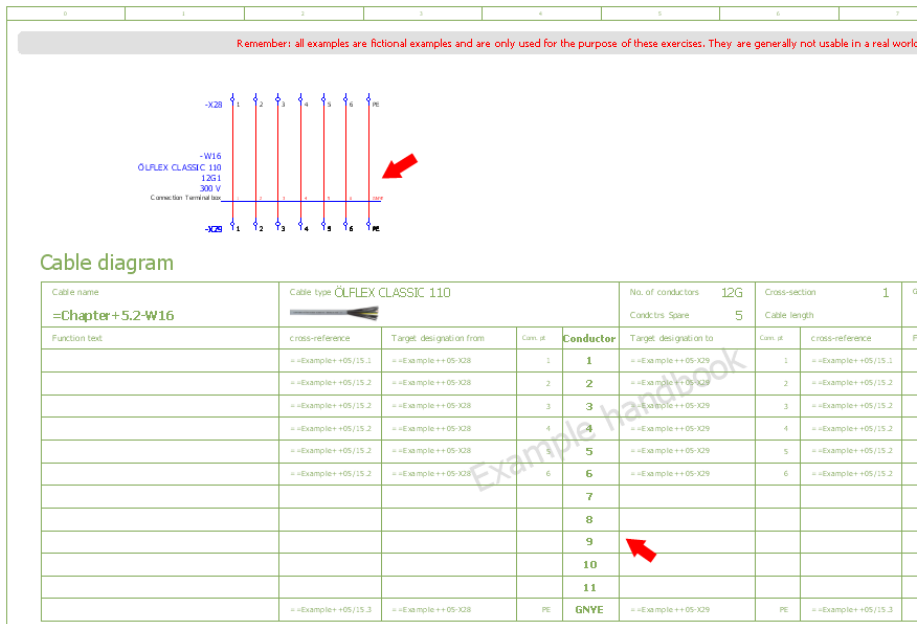 0 1 2 3 4 5 6 7
Remember: all examples are fictional examples and are only used for the purpose of these exercises. They are generally not usable in a real world
-X28 1 2 3 4 5 6 PE
-W16
ÖLFLEX CLASSIC 110
12G1
300 V
Connection Terminal box 1 2 3 4 5 6 GNYE
-X29 1 2 3 4 5 6 PE
Cable diagram
Cable name Cable type ÖLFLEX CLASSIC 110 No. of conductors 12G Cross-section 1 G
=Chapter+5.2-W16 Condctrs Spare 5 Cable length
Function text cross-reference Target designation from Conn. pt Conductor Target designation to Conn. pt cross-reference F
==Example++05/15.1 ==Example++05-X28 1 1 ==Example++05-X29 1 ==Example++05/15.1
==Example++05/15.2 ==Example++05-X28 2 2 ==Example++05-X29 2 ==Example++05/15.2
==Example++05/15.2 ==Example++05-X28 3 3 ==Example++05-X29 3 ==Example++05/15.2
==Example++05/15.2 ==Example++05-X28 4 4 ==Example++05-X29 4 ==Example++05/15.2
==Example++05/15.2 ==Example++05-X28 5 5 ==Example++05-X29 5 ==Example++05/15.2
==Example++05/15.2 ==Example++05-X28 6 6 ==Example++05-X29 6 ==Example++05/15.2
7
8
9
10
11
==Example++05/15.3 ==Example++05-X28 PE GNYE ==Example++05-X29 PE ==Example++05/15.3
Example handbook